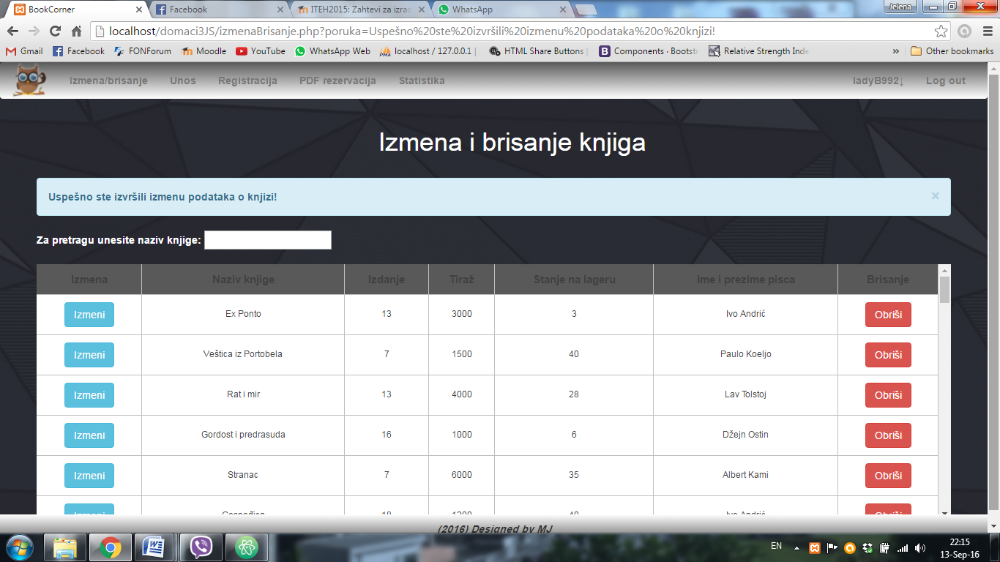 BookCorner
Facebook
ITEH2015: Zahtevi za izrad
WhatsApp
Jelena
localhost/domaci3JS/izmenaBrisanje.php?poruka=Uspešno%20ste%20izvršili%20izmenu%20podataka%20o%20knjizi!
Gmail Facebook FONForum Moodle YouTube WhatsApp Web localhost / 127.0.0.1 | HTML Share Buttons | Components · Bootst Relative Strength Inde » Other bookmarks
Izmena/brisanje Unos Registracija PDF rezervacija Statistika ladyB992↓ Log out
Izmena i brisanje knjiga
Uspešno ste izvršili izmenu podataka o knjizi! ×
Za pretragu unesite naziv knjige:
Izmena Naziv knjige Izdanje Tiraž Stanje na lageru Ime i prezime pisca Brisanje
Izmeni Ex Ponto 13 3000 3 Ivo Andrić Obriši
Izmeni Veštica iz Portobela 7 1500 40 Paulo Koeljo Obriši
Izmeni Rat i mir 13 4000 28 Lav Tolstoj Obriši
Izmeni Gordost i predrasuda 16 1000 6 Džejn Ostin Obriši
Izmeni Stranac 7 6000 35 Albert Kami Obriši
Izmeni Gospođica Ivo Andrić Obriši
(2016) Designed by MJ
EN 22:15
13-Sep-16